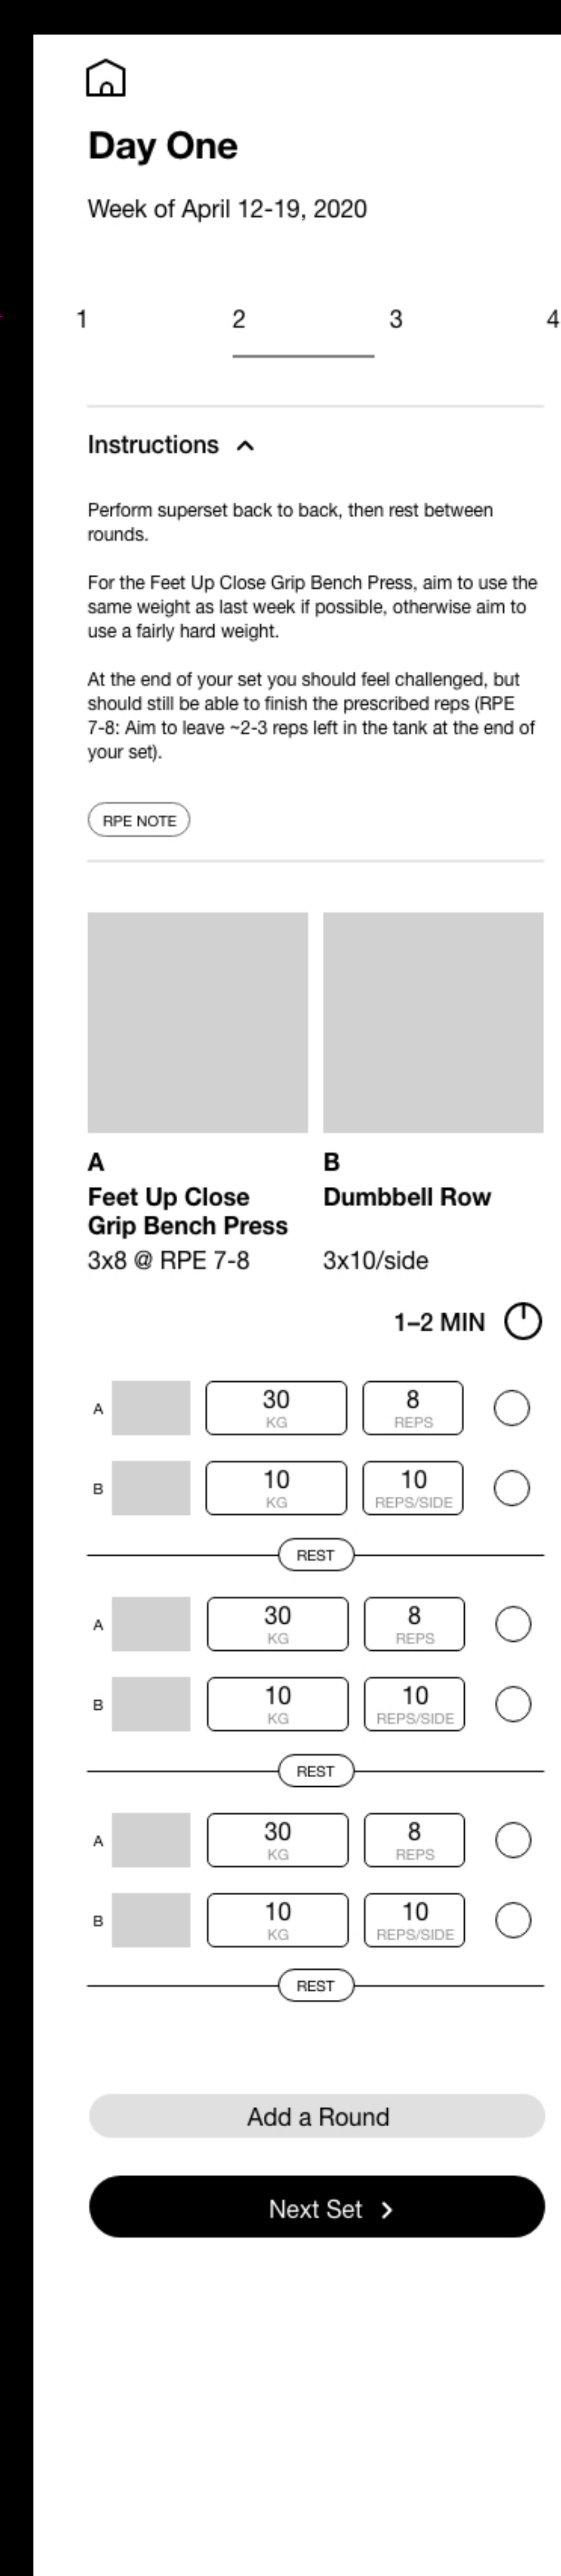 Day One
Week of April 12-19, 2020
1 2 3 4
Instructions
Perform superset back to back, then rest between
rounds.
For the Feet Up Close Grip Bench Press, aim to use the
same weight as last week if possible, otherwise aim to
use a fairly hard weight.
At the end of your set you should feel challenged, but
should still be able to finish the prescribed reps (RPE
7-8: Aim to leave ~2-3 reps left in the tank at the end of
your set).
RPE NOTE
A
Feet Up Close
Grip Bench Press
3x8 @ RPE 7-8
B
Dumbbell Row
3x10/side
1–2 MIN
A 30 8
KG REPS
B 10 10
KG REPS/SIDE
REST
A 30 8
KG REPS
B 10 10
KG REPS/SIDE
REST
A 30 8
KG REPS
B 10 10
KG REPS/SIDE
REST
Add a Round
Next Set